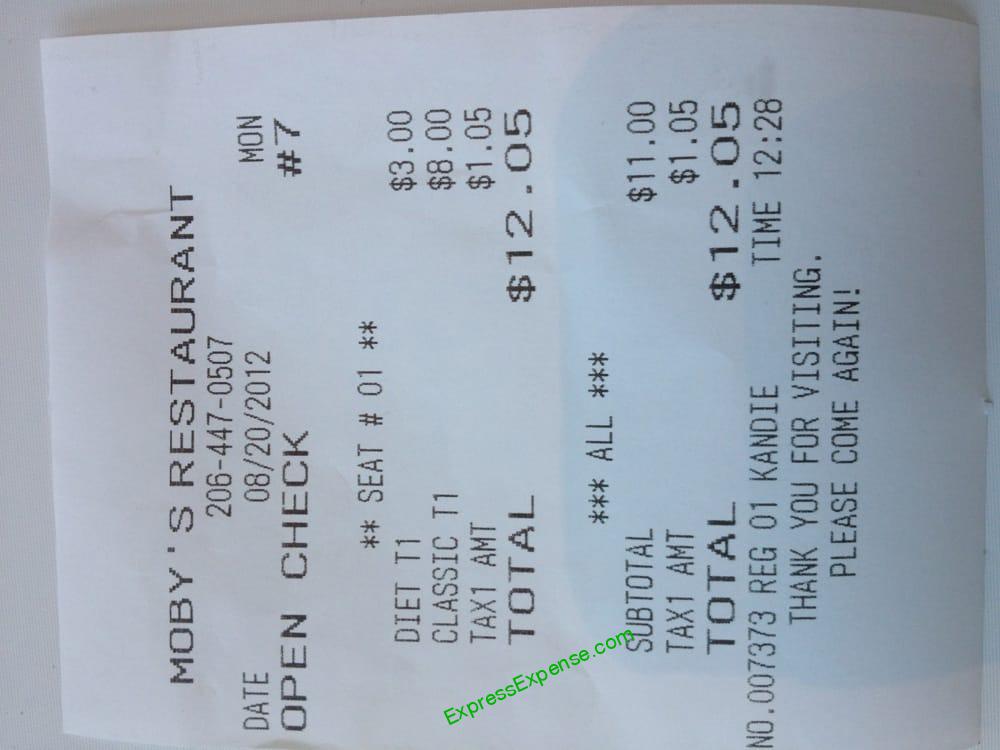 MOBY'S RESTAURANT
206-447-0507
DATE 08/20/2012 MON
OPEN CHECK #7
** SEAT # 01 **
DIET T1 $3.00
CLASSIC T1 $8.00
TAX1 AMT $1.05
TOTAL $12.05
*** ALL ***
SUBTOTAL $11.00
TAX1 AMT $1.05
TOTAL $12.05
NO.007373 REG 01 KANDIE TIME 12:28
THANK YOU FOR VISITING.
PLEASE COME AGAIN!
ExpressExpense.com